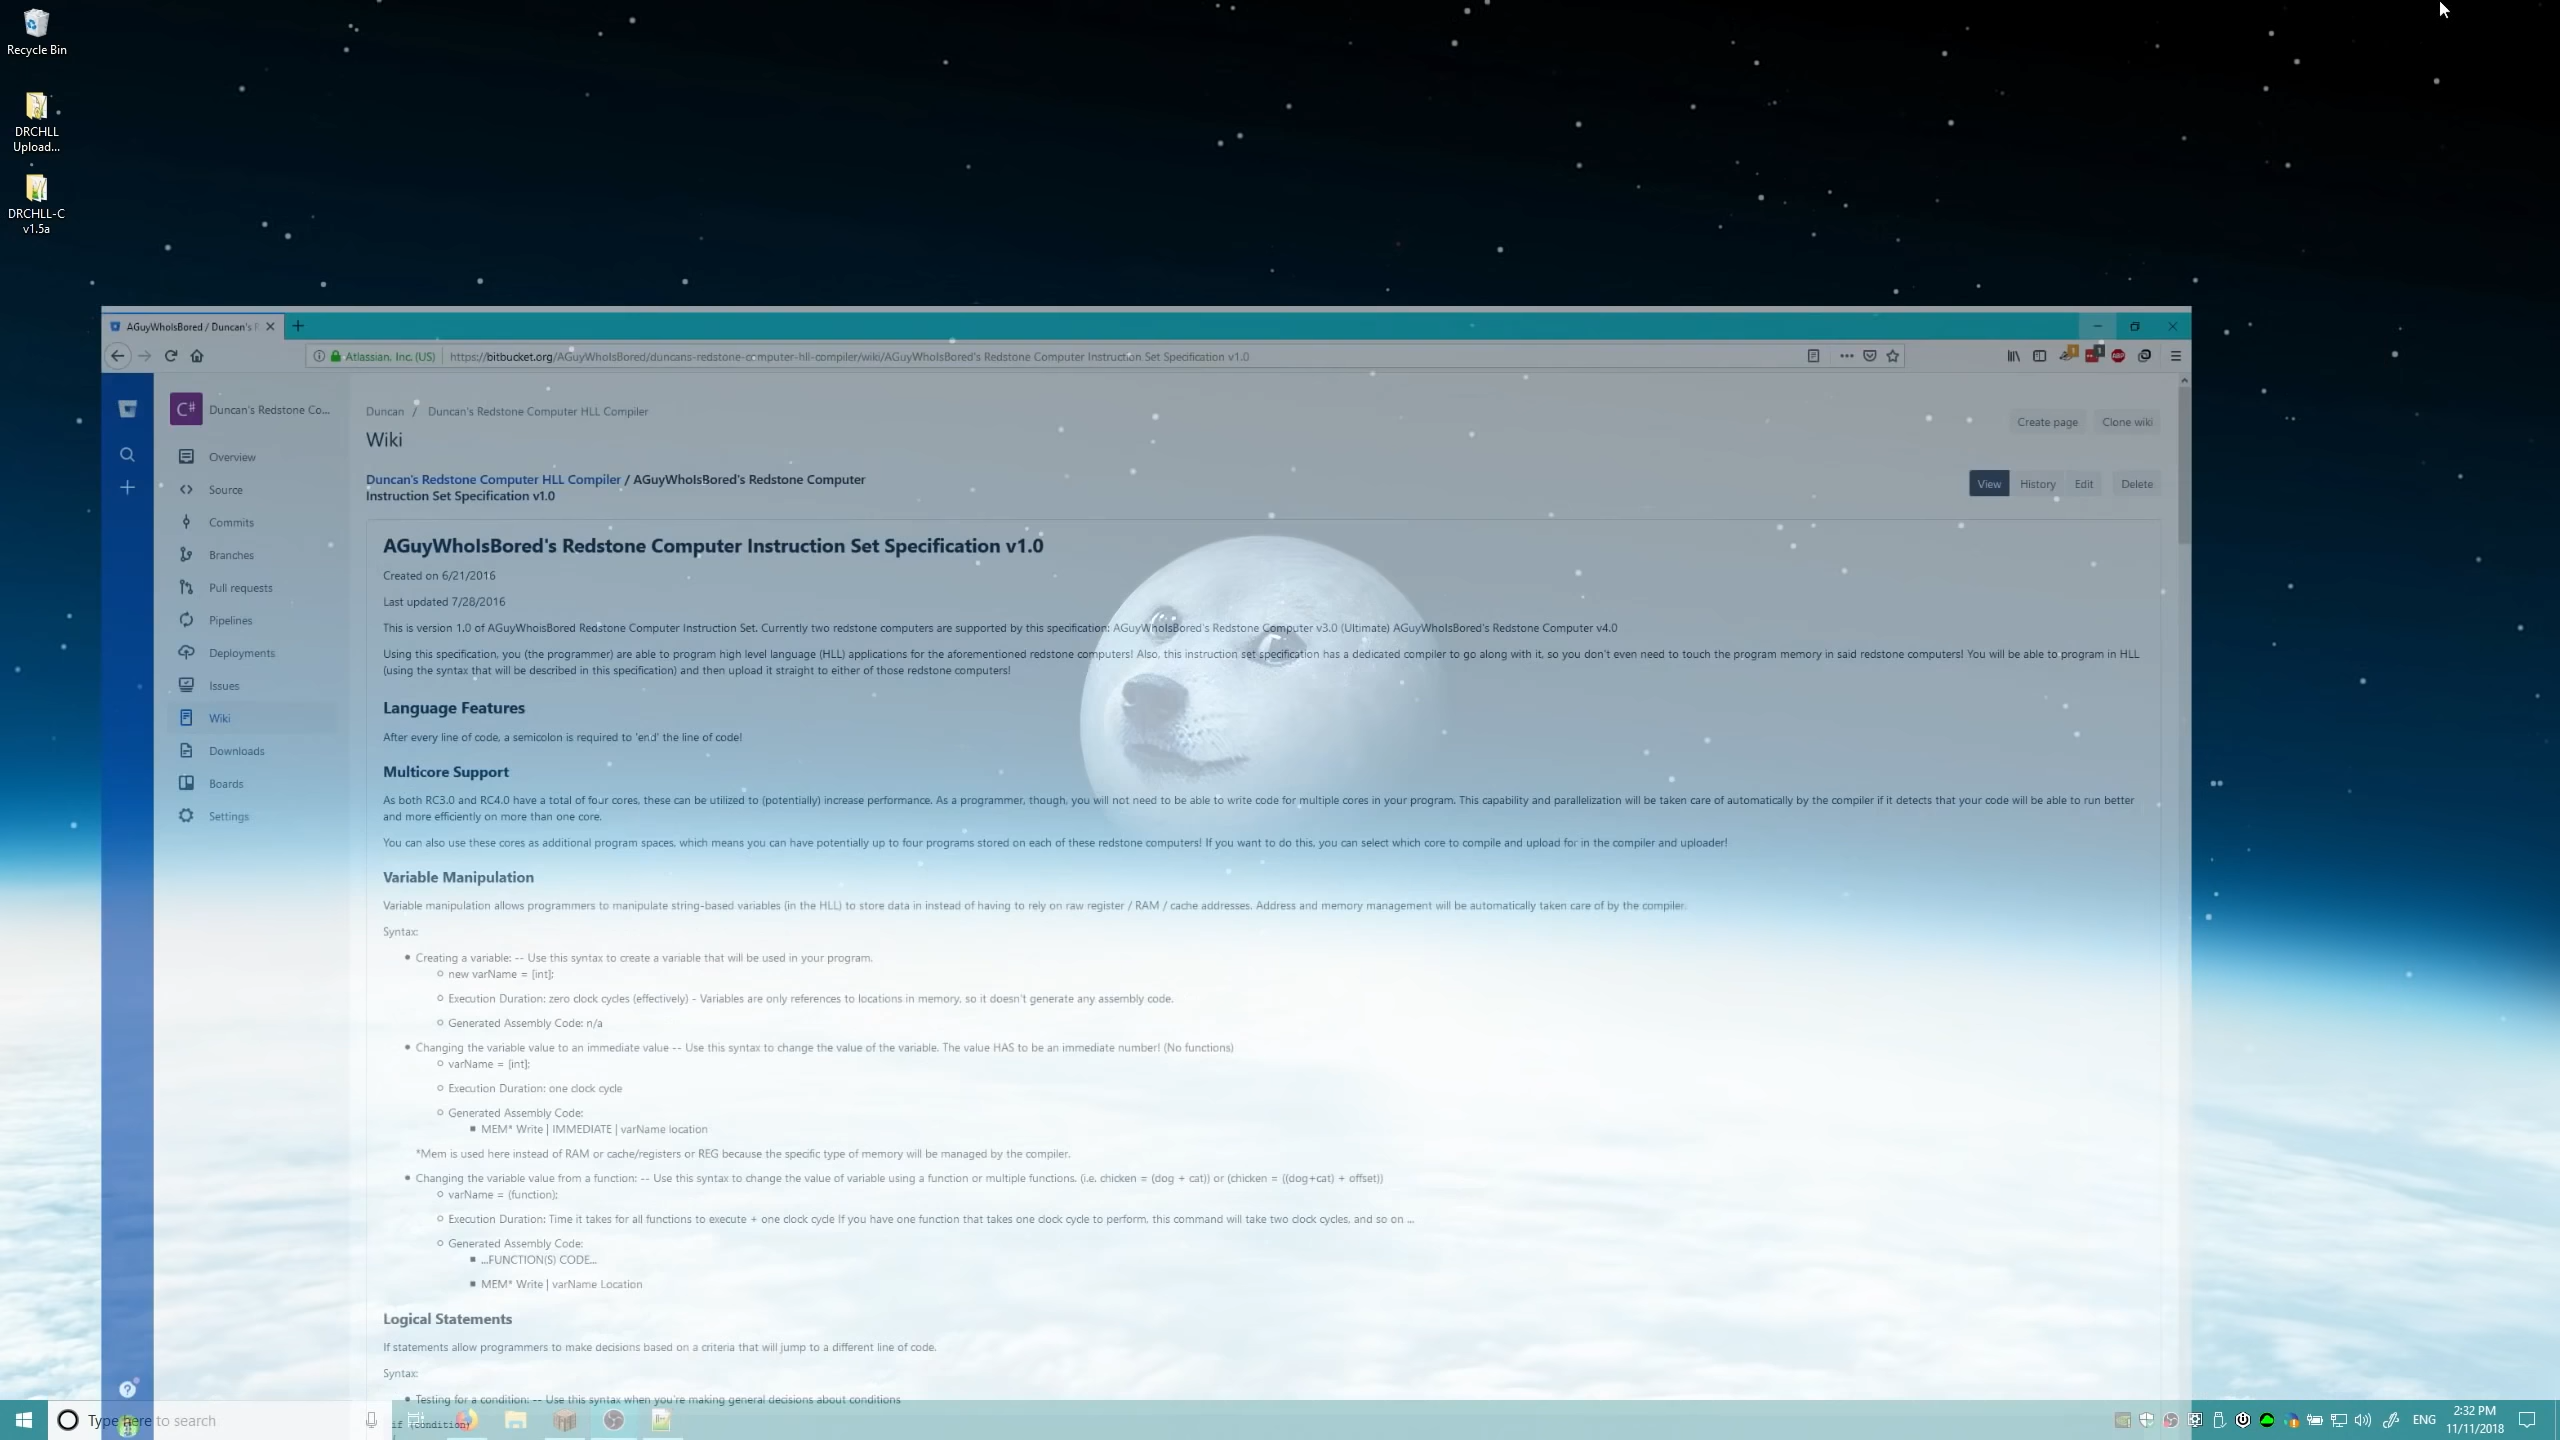 Recycle Bin
DRCHLL
Upload...
DRCHLL-C
v1.5a
AGuyWhoIsBored / Duncan's R
Atlassian, Inc. (US)
https://bitbucket.org/AGuyWhoIsBored/duncans-redstone-computer-hll-compiler/wiki/AGuyWhoIsBored's Redstone Computer Instruction Set Specification v1.0
C#
Duncan's Redstone Co...
Overview
Source
Commits
Branches
Pull requests
Pipelines
Deployments
Issues
Wiki
Downloads
Boards
Settings
Duncan / Duncan's Redstone Computer HLL Compiler
Wiki
Create page
Clone wiki
Duncan's Redstone Computer HLL Compiler / AGuyWhoIsBored's Redstone Computer
Instruction Set Specification v1.0
View
History
Edit
Delete
AGuyWhoIsBored's Redstone Computer Instruction Set Specification v1.0
Created on 6/21/2016
Last updated 7/28/2016
This is version 1.0 of AGuyWhoisBored Redstone Computer Instruction Set. Currently two redstone computers are supported by this specification: AGuyWhoIsBored's Redstone Computer v3.0 (Ultimate) AGuyWhoIsBored's Redstone Computer v4.0
Using this specification, you (the programmer) are able to program high level language (HLL) applications for the aforementioned redstone computers! Also, this instruction set specification has a dedicated compiler to go along with it, so you don't even need to touch the program memory in said redstone computers! You will be able to program in HLL
(using the syntax that will be described in this specification) and then upload it straight to either of those redstone computers!
Language Features
After every line of code, a semicolon is required to 'end' the line of code!
Multicore Support
As both RC3.0 and RC4.0 have a total of four cores, these can be utilized to (potentially) increase performance. As a programmer, though, you will not need to be able to write code for multiple cores in your program. This capability and parallelization will be taken care of automatically by the compiler if it detects that your code will be able to run better
and more efficiently on more than one core.
You can also use these cores as additional program spaces, which means you can have potentially up to four programs stored on each of these redstone computers! If you want to do this, you can select which core to compile and upload for in the compiler and uploader!
Variable Manipulation
Variable manipulation allows programmers to manipulate string-based variables (in the HLL) to store data in instead of having to rely on raw register / RAM / cache addresses. Address and memory management will be automatically taken care of by the compiler.
Syntax:
Creating a variable: -- Use this syntax to create a variable that will be used in your program.
new varName = [int];
Execution Duration: zero clock cycles (effectively) - Variables are only references to locations in memory, so it doesn't generate any assembly code.
Generated Assembly Code: n/a
Changing the variable value to an immediate value -- Use this syntax to change the value of the variable. The value HAS to be an immediate number! (No functions)
varName = [int];
Execution Duration: one clock cycle
Generated Assembly Code:
MEM* Write | IMMEDIATE | varName location
*Mem is used here instead of RAM or cache/registers or REG because the specific type of memory will be managed by the compiler.
Changing the variable value from a function: -- Use this syntax to change the value of variable using a function or multiple functions. (i.e. chicken = (dog + cat)) or (chicken = ((dog+cat) + offset))
varName = (function);
Execution Duration: Time it takes for all functions to execute + one clock cycle If you have one function that takes one clock cycle to perform, this command will take two clock cycles, and so on ...
Generated Assembly Code:
...FUNCTION(S) CODE...
MEM* Write | varName Location
Logical Statements
If statements allow programmers to make decisions based on a criteria that will jump to a different line of code.
Syntax:
Testing for a condition: -- Use this syntax when you're making general decisions about conditions
if (condition)
Type here to search
ENG
2:32 PM
11/11/2018